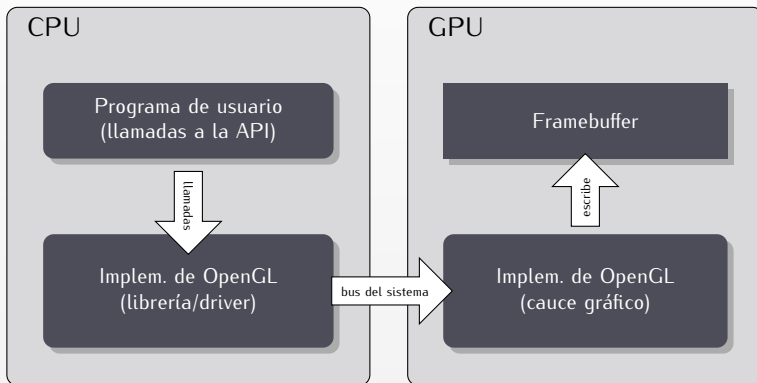 CPU
Programa de usuario
(llamadas a la API)
llamadas
Implem. de OpenGL
(librería/driver)
bus del sistema
GPU
Framebuffer
escribe
Implem. de OpenGL
(cauce gráfico)